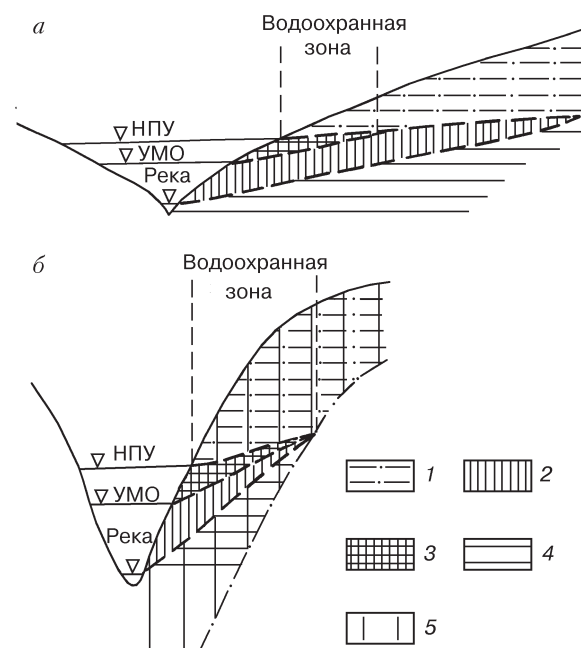 а
Водоохранная
зона
НПУ
УМО
Река
б
Водоохранная
зона
НПУ
УМО
Река
1
2
3
4
5